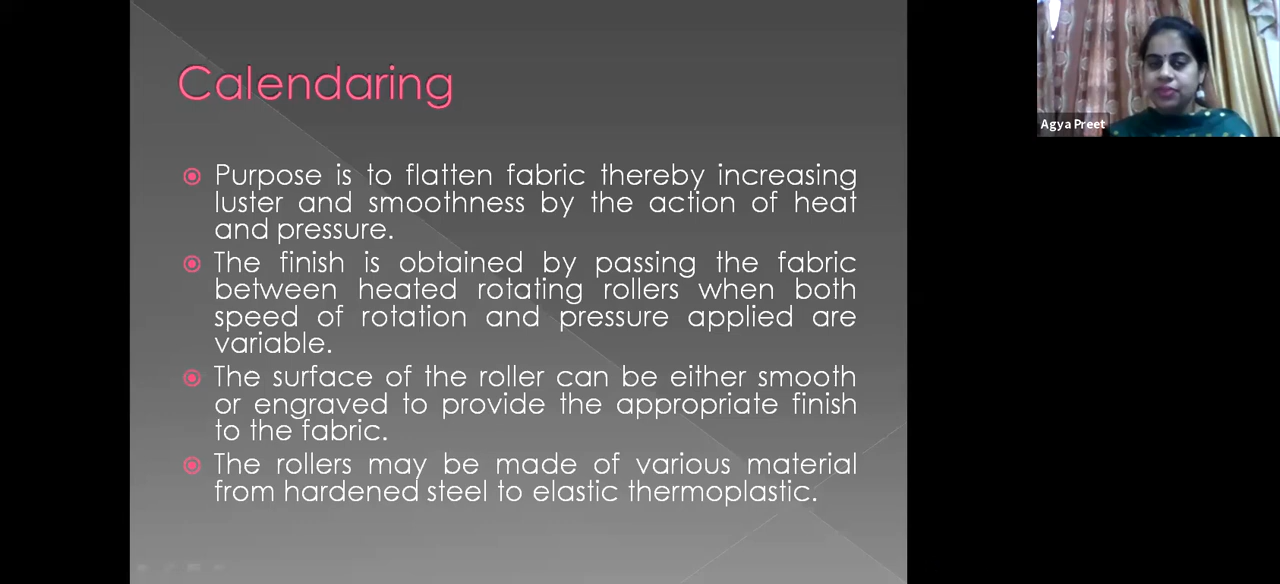 Calendaring
Purpose is to flatten fabric thereby increasing
luster and smoothness by the action of heat
and pressure.
The finish is obtained by passing the fabric
between heated rotating rollers when both
speed of rotation and pressure applied are
variable.
The surface of the roller can be either smooth
or engraved to provide the appropriate finish
to the fabric.
The rollers may be made of various material
from hardened steel to elastic thermoplastic.
Agya Preet